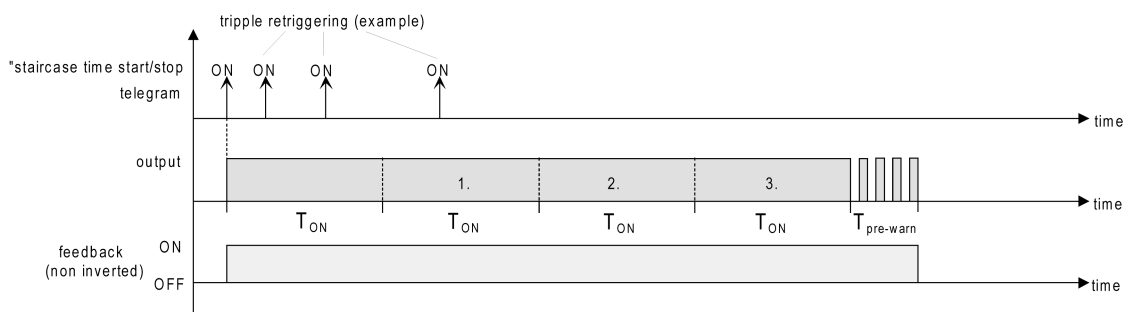 tripple retriggering (example)
"staircase time start/stop
telegram
ON ON ON ON
time
output
1. 2. 3.
time
TON TON TON TON Tpre-warn
feedback
(non inverted)
ON
OFF
time